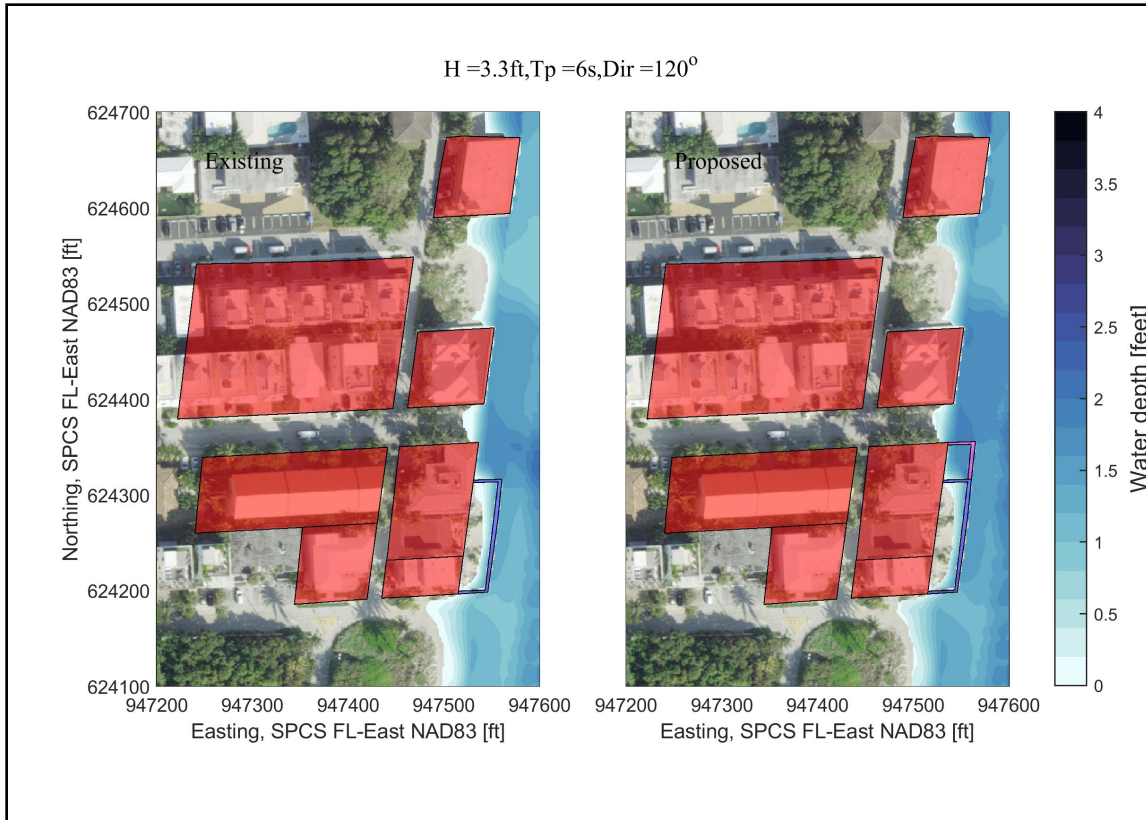 H =3.3ft,Tp =6s,Dir =120°
Existing
Proposed
624700
624600
624500
624400
624300
624200
624100
Northing, SPCS FL-East NAD83 [ft]
947200 947300 947400 947500 947600
Easting, SPCS FL-East NAD83 [ft]
947200 947300 947400 947500 947600
Easting, SPCS FL-East NAD83 [ft]
4
3.5
3
2.5
2
1.5
1
0.5
0
Water depth [feet]